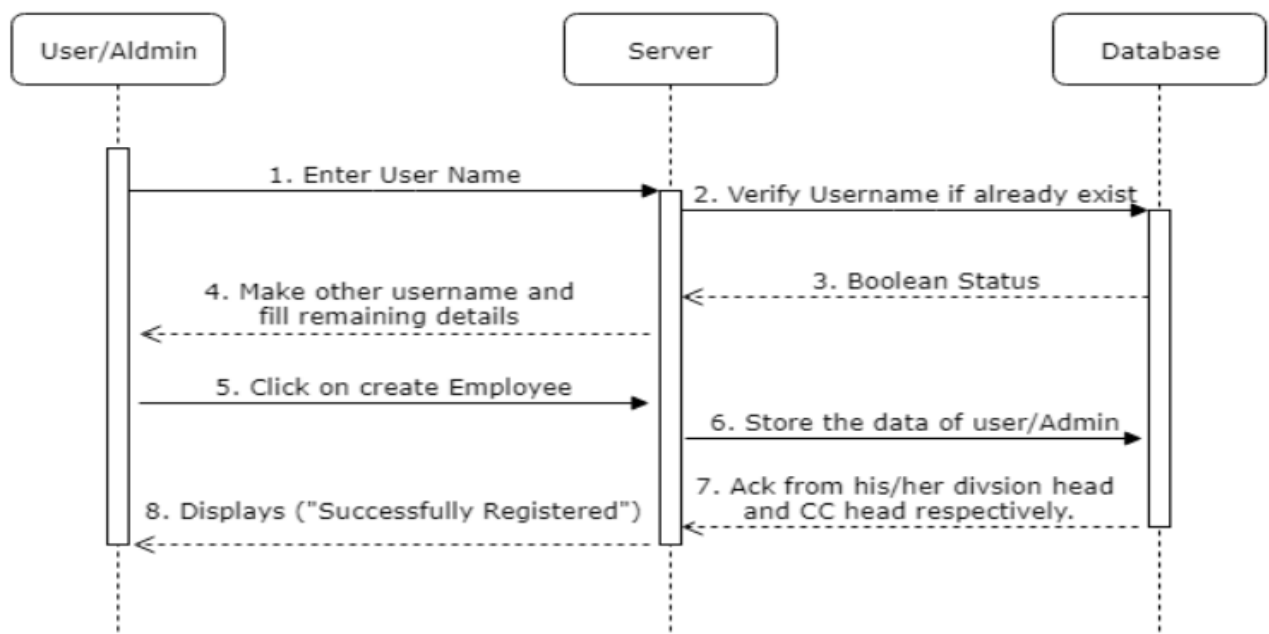 User/Aldmin
Server
Database
1. Enter User Name
2. Verify Username if already exist
3. Boolean Status
4. Make other username and
fill remaining details
5. Click on create Employee
6. Store the data of user/Admin
7. Ack from his/her divsion head
and CC head respectively.
8. Displays ("Successfully Registered")